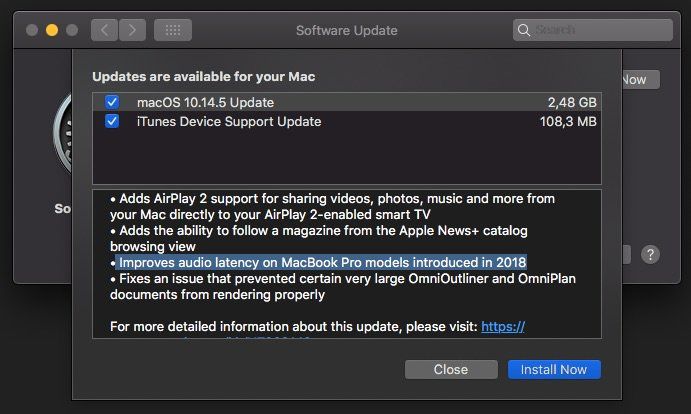 Software Update
Search
Updates are available for your Mac
Now
macOS 10.14.5 Update 2,48 GB
iTunes Device Support Update 108,3 MB
So
• Adds AirPlay 2 support for sharing videos, photos, music and more from
your Mac directly to your AirPlay 2-enabled smart TV
• Adds the ability to follow a magazine from the Apple News+ catalog
browsing view
• Improves audio latency on MacBook Pro models introduced in 2018
• Fixes an issue that prevented certain very large OmniOutliner and OmniPlan
documents from rendering properly
?
For more detailed information about this update, please visit: https://
Close Install Now